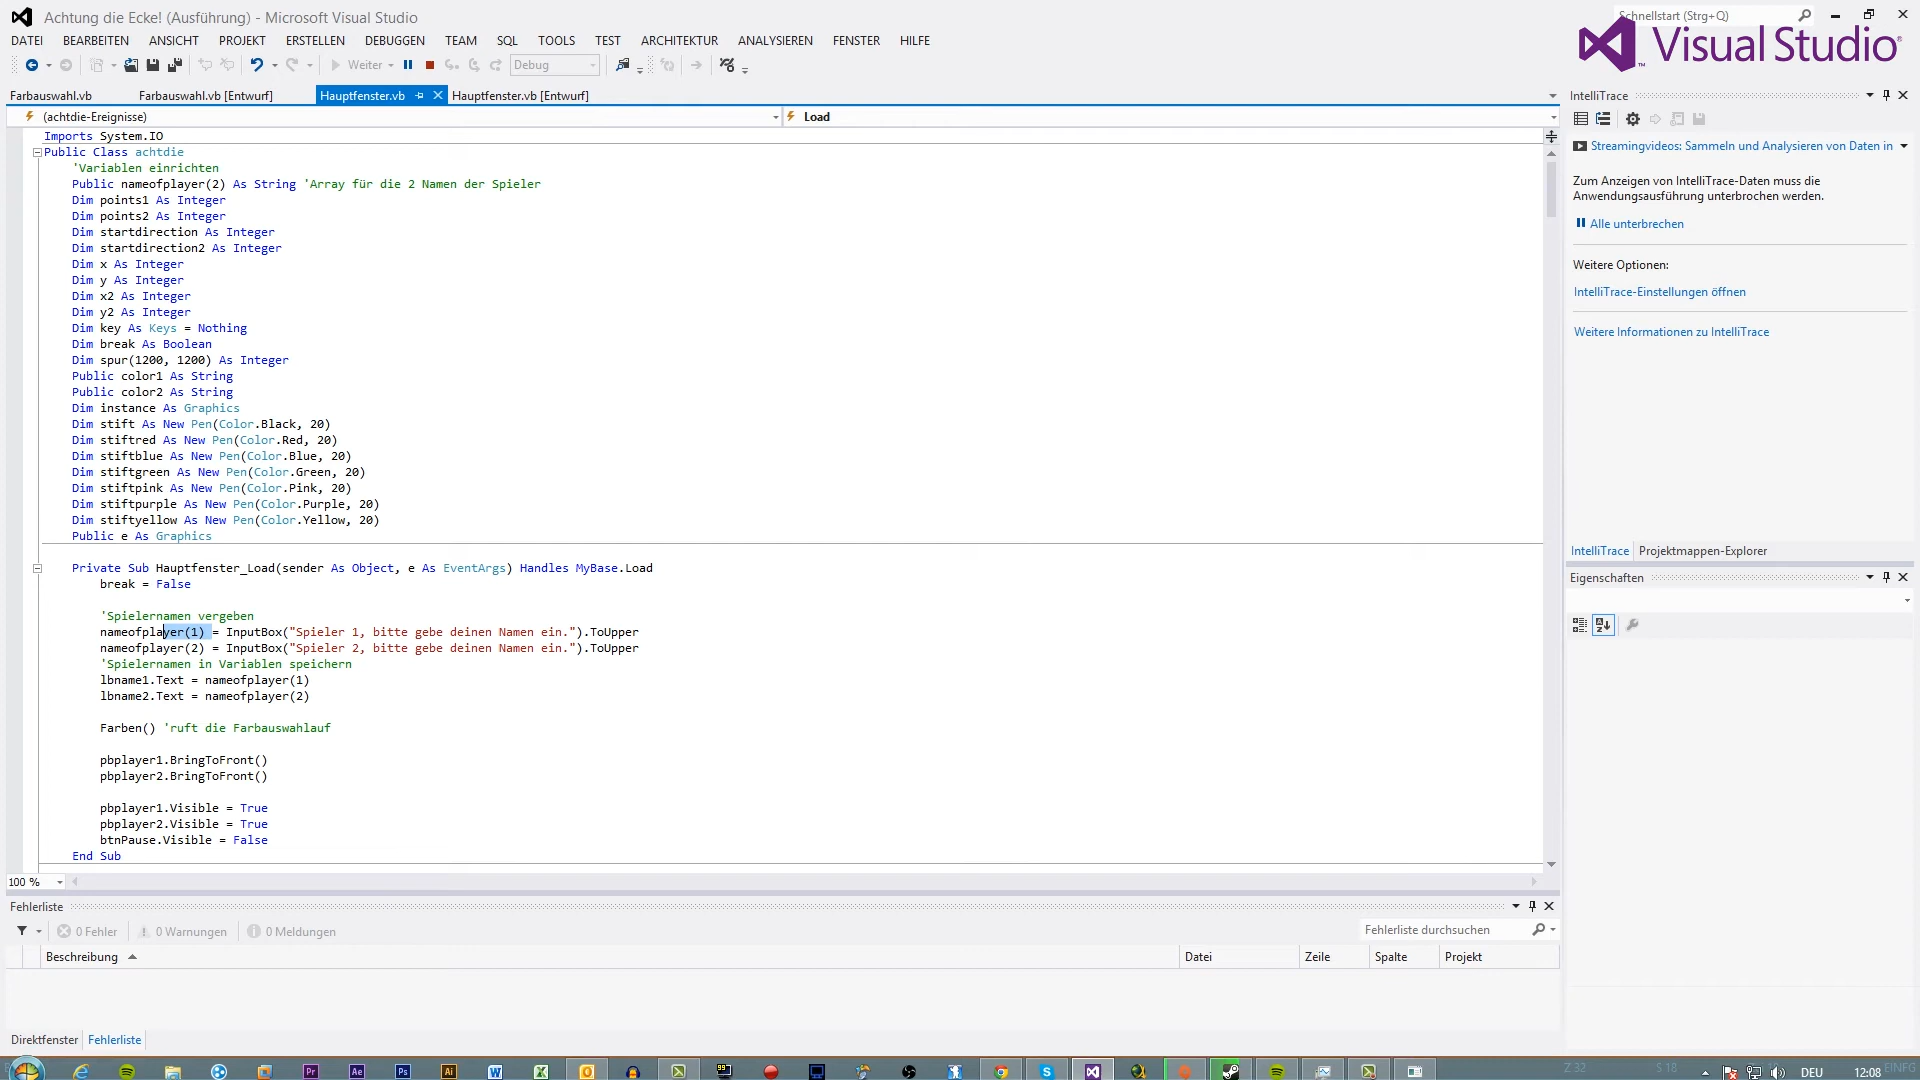 Achtung die Ecke! (Ausführung) - Microsoft Visual Studio
Schnellstart (Strg+Q)
Visual Studio
DATEI BEARBEITEN ANSICHT PROJEKT ERSTELLEN DEBUGGEN TEAM SQL TOOLS TEST ARCHITEKTUR ANALYSIEREN FENSTER HILFE
Weiter Debug
Farbauswahl.vb Farbauswahl.vb [Entwurf] Hauptfenster.vb Hauptfenster.vb [Entwurf]
(achtdie-Ereignisse) Load
Imports System.IO
Public Class achtdie
'Variablen einrichten
Public nameofplayer(2) As String 'Array für die 2 Namen der Spieler
Dim points1 As Integer
Dim points2 As Integer
Dim startdirection As Integer
Dim startdirection2 As Integer
Dim x As Integer
Dim y As Integer
Dim x2 As Integer
Dim y2 As Integer
Dim key As Keys = Nothing
Dim break As Boolean
Dim spur(1200, 1200) As Integer
Public color1 As String
Public color2 As String
Dim instance As Graphics
Dim stift As New Pen(Color.Black, 20)
Dim stiftred As New Pen(Color.Red, 20)
Dim stiftblue As New Pen(Color.Blue, 20)
Dim stiftgreen As New Pen(Color.Green, 20)
Dim stiftpink As New Pen(Color.Pink, 20)
Dim stiftpurple As New Pen(Color.Purple, 20)
Dim stiftyellow As New Pen(Color.Yellow, 20)
Public e As Graphics
Private Sub Hauptfenster_Load(sender As Object, e As EventArgs) Handles MyBase.Load
break = False
'Spielernamen vergeben
nameofplayer(1) = InputBox("Spieler 1, bitte gebe deinen Namen ein.").ToUpper
nameofplayer(2) = InputBox("Spieler 2, bitte gebe deinen Namen ein.").ToUpper
'Spielernamen in Variablen speichern
lbname1.Text = nameofplayer(1)
lbname2.Text = nameofplayer(2)
Farben() 'ruft die Farbauswahlauf
pbplayer1.BringToFront()
pbplayer2.BringToFront()
pbplayer1.Visible = True
pbplayer2.Visible = True
btnPause.Visible = False
End Sub
100 %
IntelliTrace
Streamingvideos: Sammeln und Analysieren von Daten in
Zum Anzeigen von IntelliTrace-Daten muss die
Anwendungsausführung unterbrochen werden.
Alle unterbrechen
Weitere Optionen:
IntelliTrace-Einstellungen öffnen
Weitere Informationen zu IntelliTrace
IntelliTrace Projektmappen-Explorer
Eigenschaften
Fehlerliste
0 Fehler 0 Warnungen 0 Meldungen
Fehlerliste durchsuchen
Beschreibung Datei Zeile Spalte Projekt
Direktfenster Fehlerliste
Pr Ae Ps Ai
Z 32 S 18 EINFG
DEU 12:08